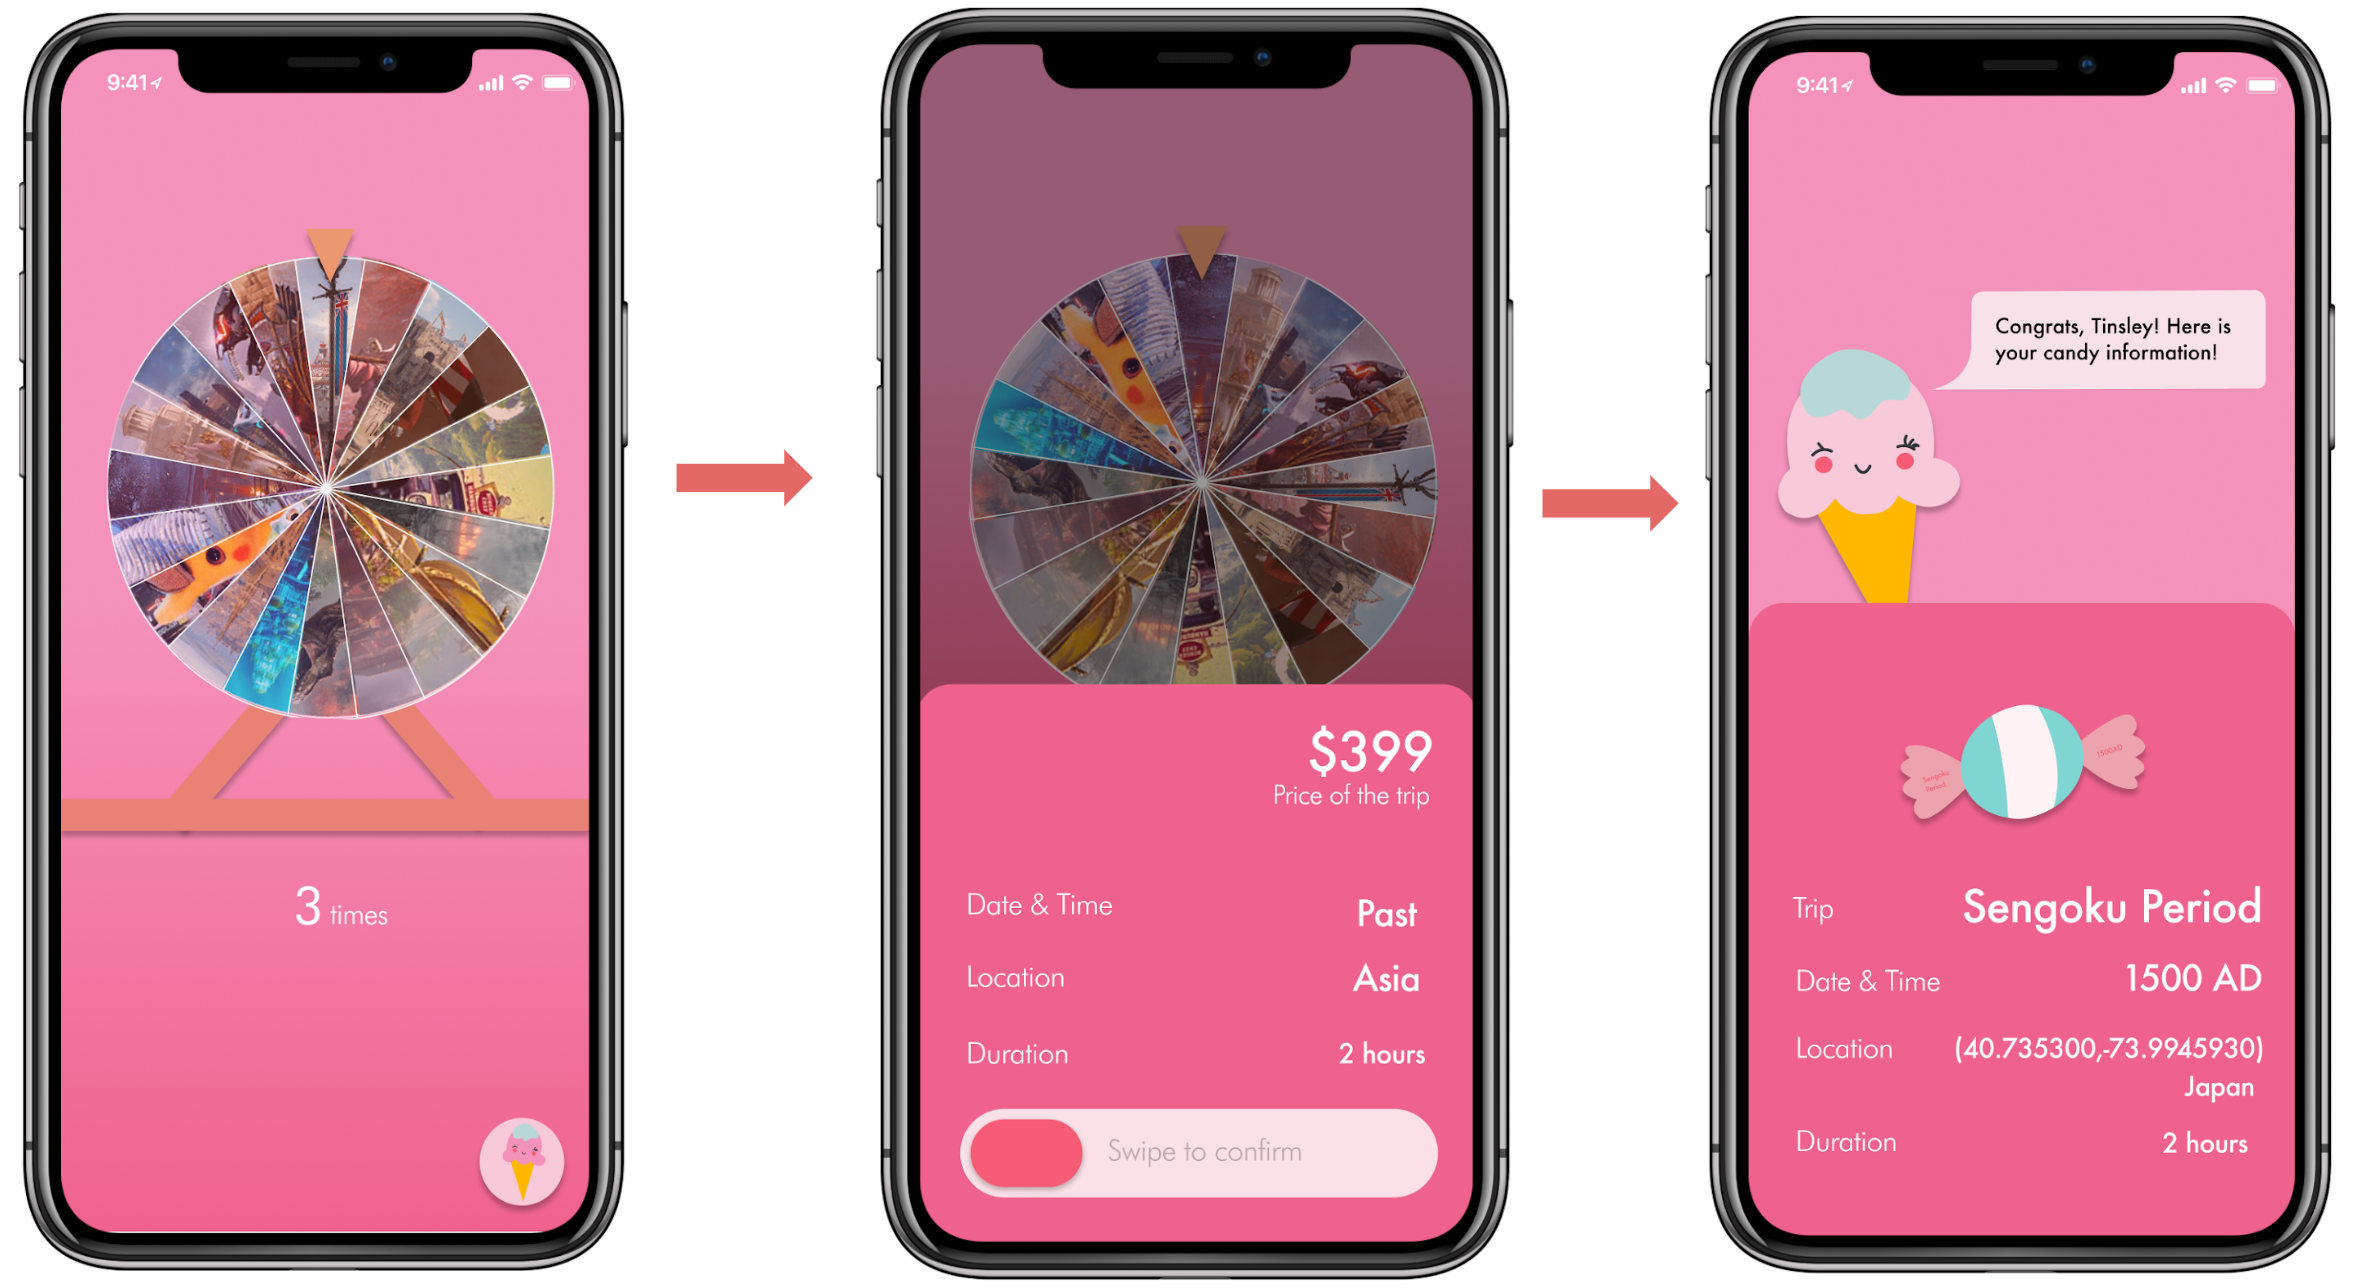 9:41
3 times
$399
Price of the trip
Date & Time Past
Location Asia
Duration 2 hours
Swipe to confirm
9:41
Congrats, Tinsley! Here is
your candy information!
Sengoku
Period
1500AD
Trip Sengoku Period
Date & Time 1500 AD
Location (40.735300,-73.9945930)
Japan
Duration 2 hours